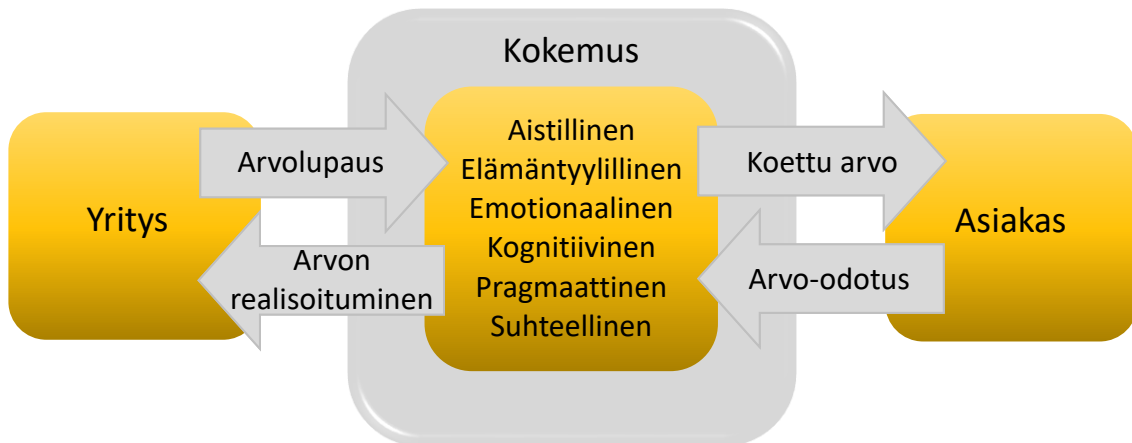 Kokemus
Yritys
Arvolupaus
Arvon
realisoituminen
Aistillinen
Elämäntyylillinen
Emotionaalinen
Kognitiivinen
Pragmaattinen
Suhteellinen
Koettu arvo
Arvo-odotus
Asiakas